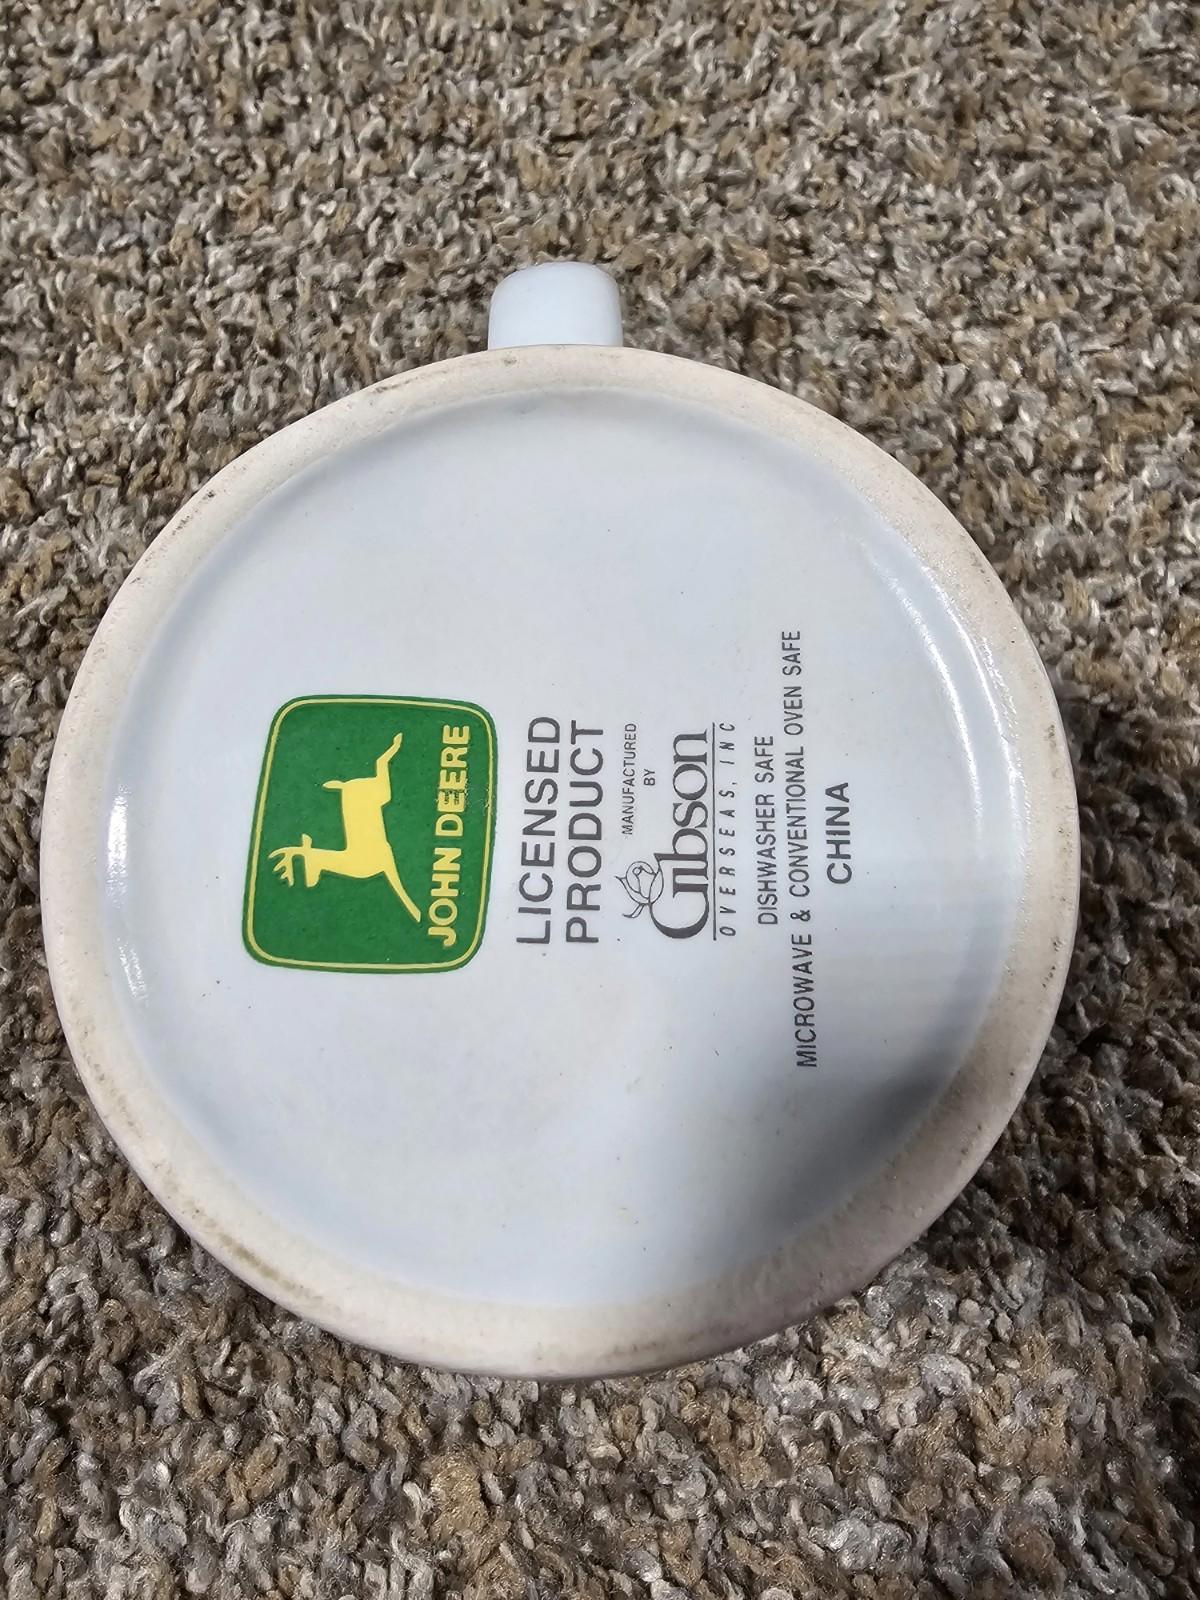 JOHN DEERE
LICENSED
PRODUCT
MANUFACTURED
BY
Gibson
OVERSEAS, INC
DISHWASHER SAFE
MICROWAVE & CONVENTIONAL OVEN SAFE
CHINA